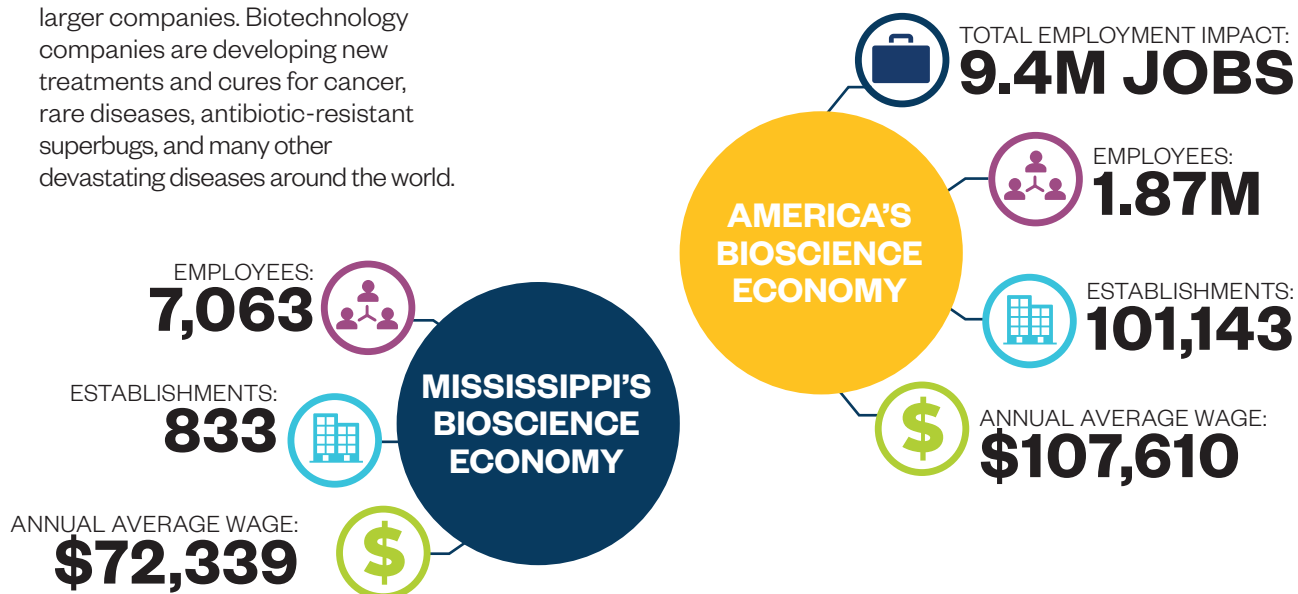 larger companies. Biotechnology
companies are developing new
treatments and cures for cancer,
rare diseases, antibiotic-resistant
superbugs, and many other
devastating diseases around the world.
TOTAL EMPLOYMENT IMPACT:
9.4M JOBS
EMPLOYEES:
1.87M
AMERICA'S
BIOSCIENCE
ECONOMY
ESTABLISHMENTS:
101,143
ANNUAL AVERAGE WAGE:
$107,610
EMPLOYEES:
7,063
ESTABLISHMENTS:
833
MISSISSIPPI'S
BIOSCIENCE
ECONOMY
ANNUAL AVERAGE WAGE:
$72,339